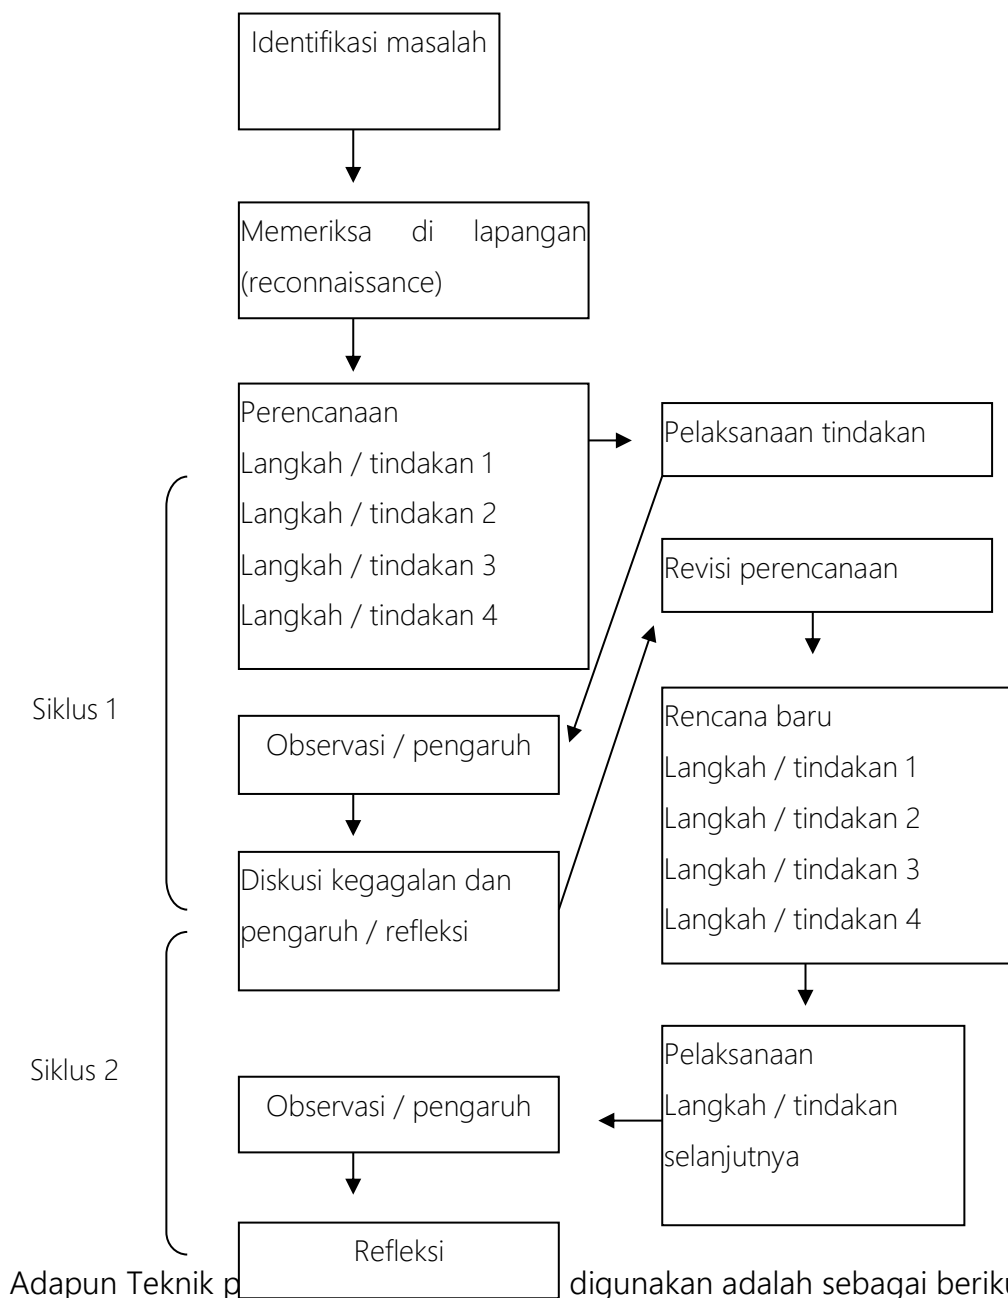 Identifikasi masalah
Memeriksa di lapangan
(reconnaissance)
Perencanaan
Langkah / tindakan 1
Langkah / tindakan 2
Langkah / tindakan 3
Langkah / tindakan 4
Pelaksanaan tindakan
Revisi perencanaan
Siklus 1
Observasi / pengaruh
Rencana baru
Langkah / tindakan 1
Langkah / tindakan 2
Langkah / tindakan 3
Langkah / tindakan 4
Diskusi kegagalan dan
pengaruh / refleksi
Siklus 2
Pelaksanaan
Langkah / tindakan
selanjutnya
Observasi / pengaruh
Refleksi
Adapun Teknik digunakan adalah sebagai